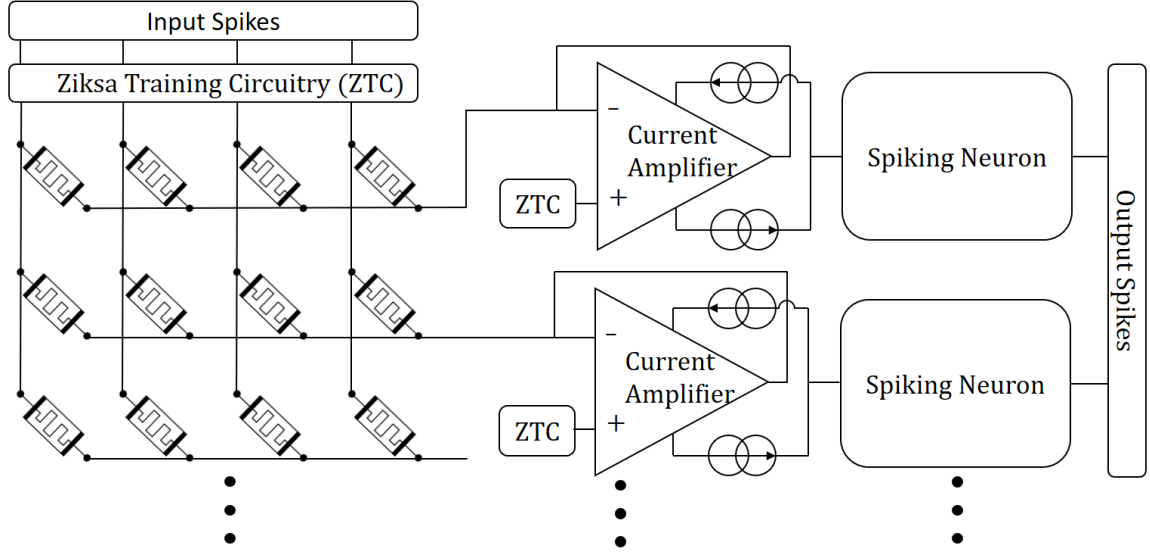 Input Spikes
Ziksa Training Circuitry (ZTC)
-
Current
Amplifier
ZTC
+
Spiking Neuron
-
Current
Amplifier
ZTC
+
Spiking Neuron
Output Spikes